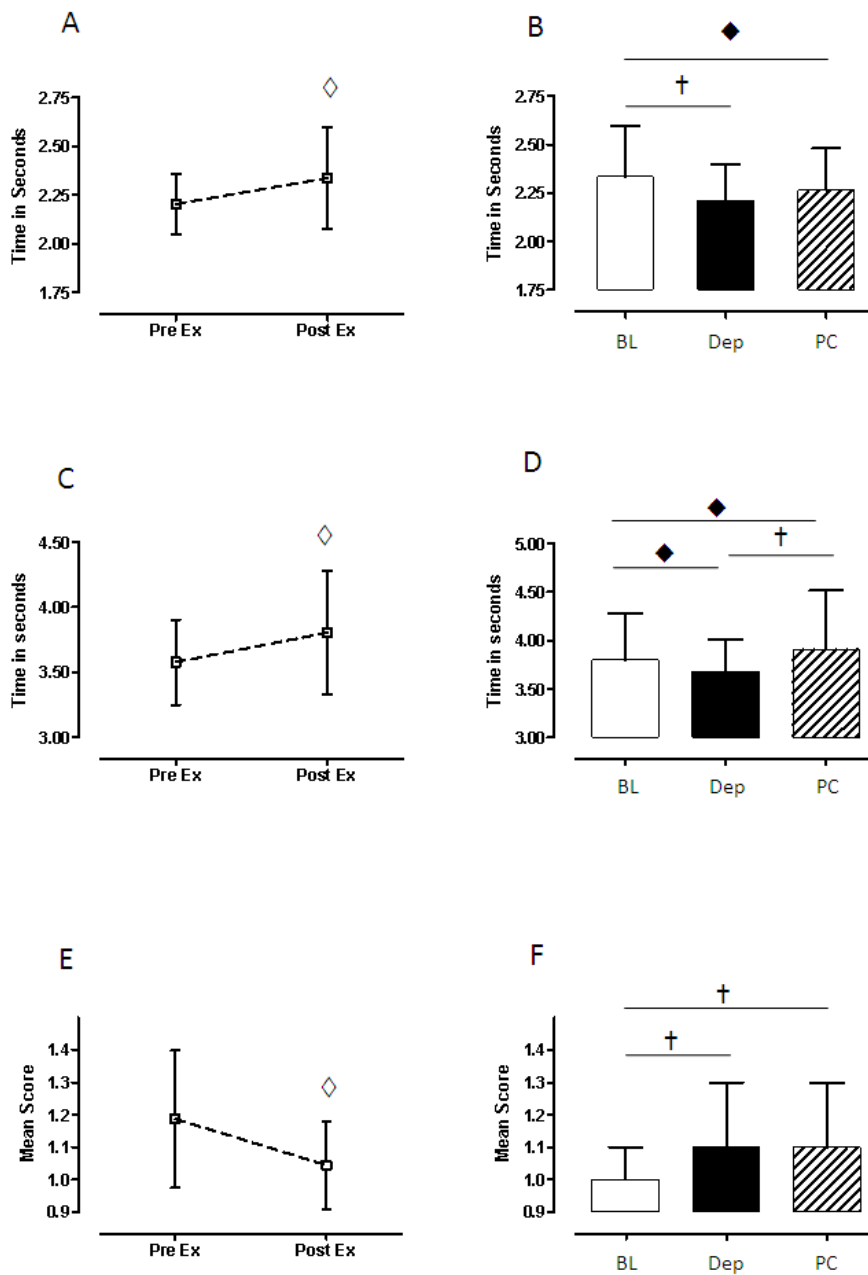 A
Time in Seconds
2.75
2.50
2.25
2.00
1.75
◇
Pre Ex
Post Ex
B
Time in Seconds
2.75
2.50
2.25
2.00
1.75
◆
†
BL
Dep
PC
C
Time in seconds
4.50
4.00
3.50
3.00
◇
Pre Ex
Post Ex
D
Time in seconds
5.00
4.50
4.00
3.50
3.00
◆
◆
†
BL
Dep
PC
E
Mean Score
1.4
1.3
1.2
1.1
1.0
0.9
◇
Pre Ex
Post Ex
F
Mean Score
1.4
1.3
1.2
1.1
1.0
0.9
†
†
BL
Dep
PC